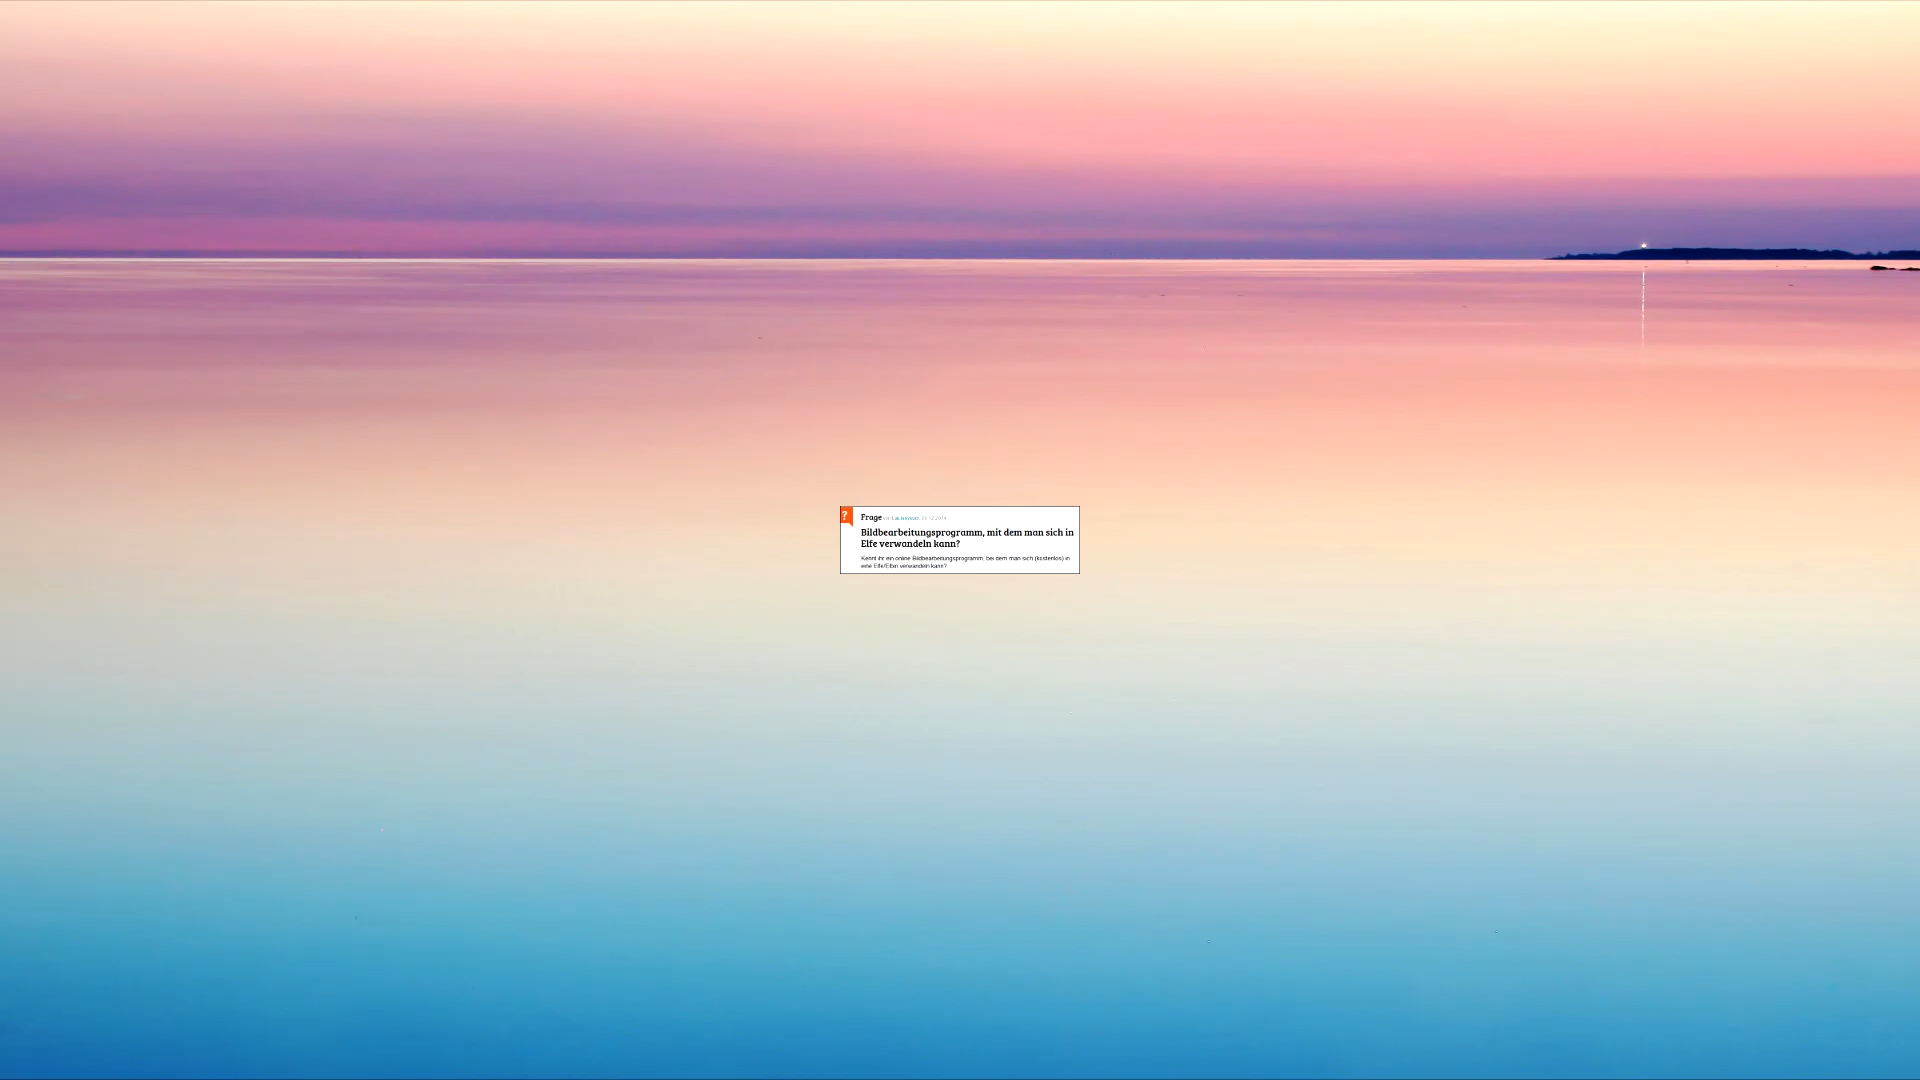 ?
Frage von
Bildbearbeitungsprogramm, mit dem man sich in
Elfe verwandeln kann?
Kennt ihr ein online Bildbearbeitungsprogramm, bei dem man sich (kostenlos) in
eine Elfe/Elbin verwandeln kann?